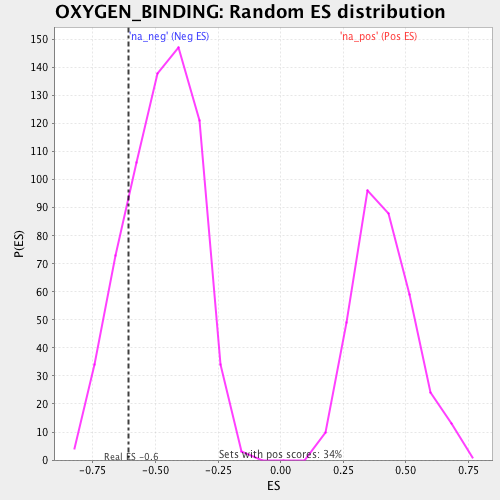 OXYGEN_BINDING: Random ES distribution
'na_neg' (Neg ES) 'na_pos' (Pos ES)
150
140
130
120
110
100
90
80
70
60
50
40
30
20
10
0
P(ES)
Real ES -0.6 Sets with pos scores: 34%
-0.75 -0.50 -0.25 0.00 0.25 0.50 0.75
ES